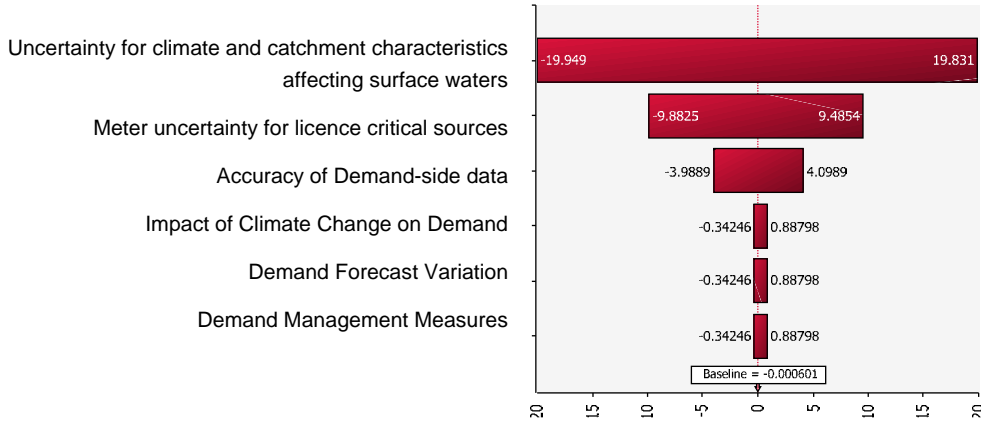 Uncertainty for climate and catchment characteristics
affecting surface waters
-19.949 19.831
Meter uncertainty for licence critical sources
-9.8825 9.4854
Accuracy of Demand-side data
-3.9889 4.0989
Impact of Climate Change on Demand
-0.34246 0.88798
Demand Forecast Variation
-0.34246 0.88798
Demand Management Measures
-0.34246 0.88798
Baseline = -0.000601
20 15 10 -5 0 5 10 15 20